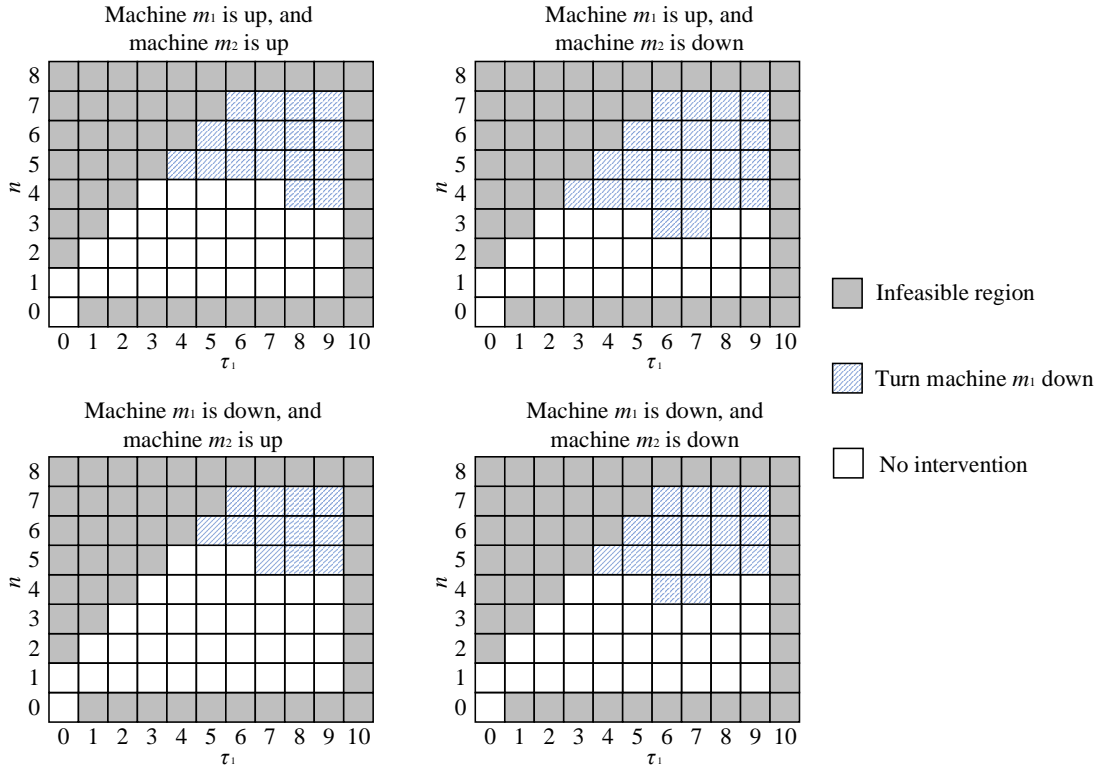 Machine m₁ is up, and
machine m₂ is up
8
7
6
5
4
3
2
1
0
n
0 1 2 3 4 5 6 7 8 9 10
τ₁
Machine m₁ is up, and
machine m₂ is down
8
7
6
5
4
3
2
1
0
n
0 1 2 3 4 5 6 7 8 9 10
τ₁
Infeasible region
Turn machine m₁ down
No intervention
Machine m₁ is down, and
machine m₂ is up
8
7
6
5
4
3
2
1
0
n
0 1 2 3 4 5 6 7 8 9 10
τ₁
Machine m₁ is down, and
machine m₂ is down
8
7
6
5
4
3
2
1
0
n
0 1 2 3 4 5 6 7 8 9 10
τ₁